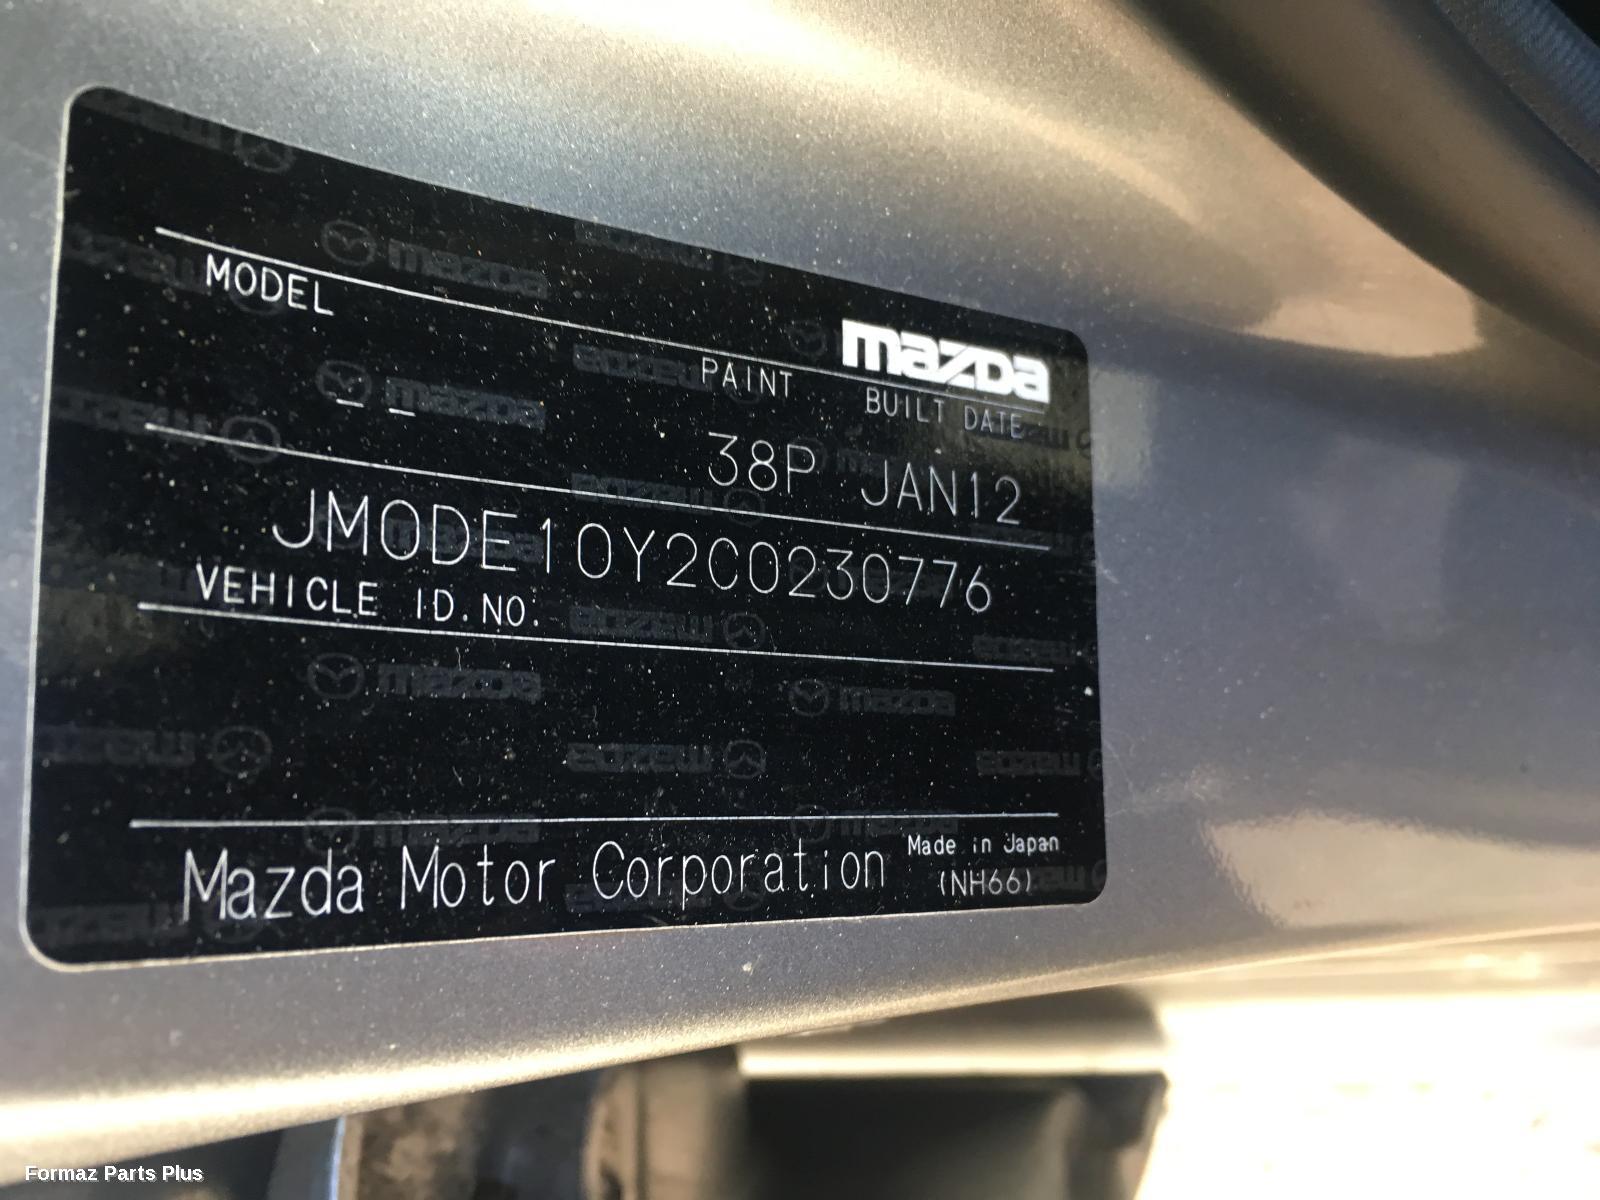 mazda
MODEL PAINT BUILT DATE
– – 38P JAN12
JM0DE10Y2C0230776
VEHICLE ID.NO.
Mazda Motor Corporation Made in Japan
(NH66)
Formaz Parts Plus